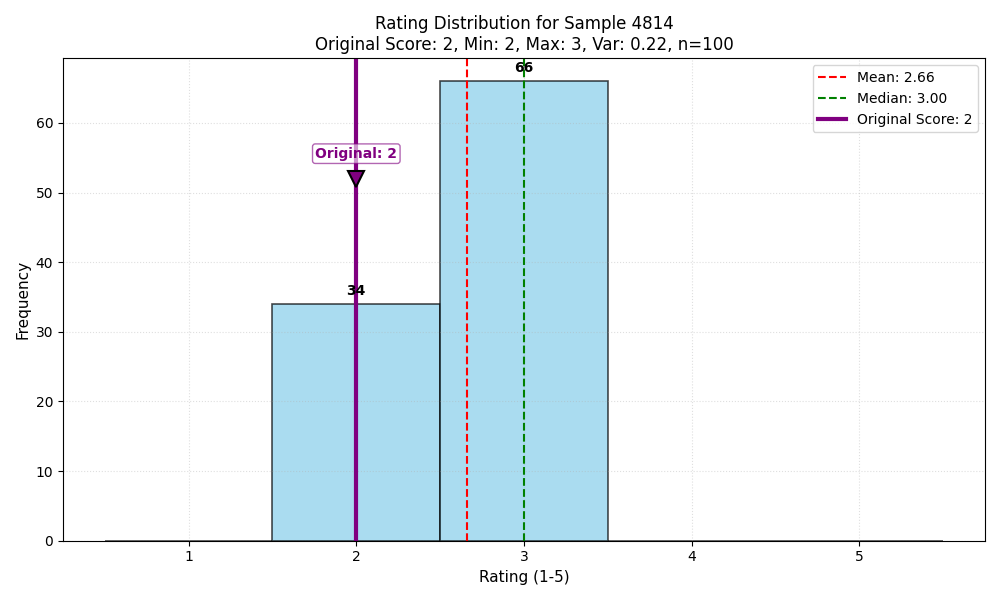 Rating Distribution for Sample 4814
Original Score: 2, Min: 2, Max: 3, Var: 0.22, n=100
Mean: 2.66
Median: 3.00
Original Score: 2
66
Original: 2
34
Frequency
60
50
40
30
20
10
0
1 2 3 4 5
Rating (1-5)